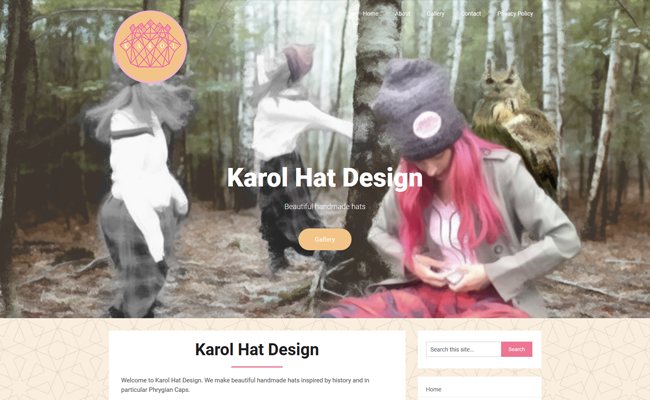 Home
About
Gallery
Contact
Privacy Policy
Karol Hat Design
Beautiful handmade hats
Gallery
Karol Hat Design
Welcome to Karol Hat Design. We make beautiful handmade hats inspired by history and in
particular Phrygian Caps.
Search this site...
Search
Home